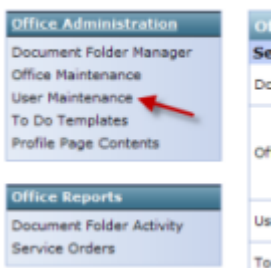 Office Administration
Document Folder Manager
Office Maintenance
User Maintenance
To Do Templates
Profile Page Contents
Office Reports
Document Folder Activity
Service Orders